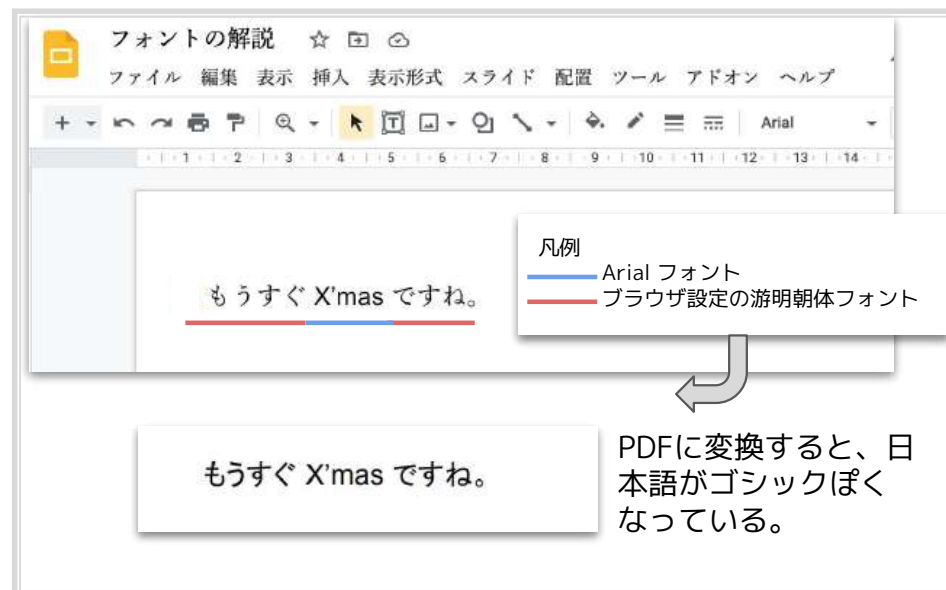 フォントの解説
ファイル 編集 表示 挿入 表示形式 スライド 配置 ツール アドオン ヘルプ
Arial
1 2 3 4 5 6 7 8 9 10 11 12 13 14
凡例
Arial フォント
ブラウザ設定の游明朝体フォント
もうすぐ X'mas ですね。
もうすぐ X'mas ですね。
PDFに変換すると、日
本語がゴシックぽく
なっている。